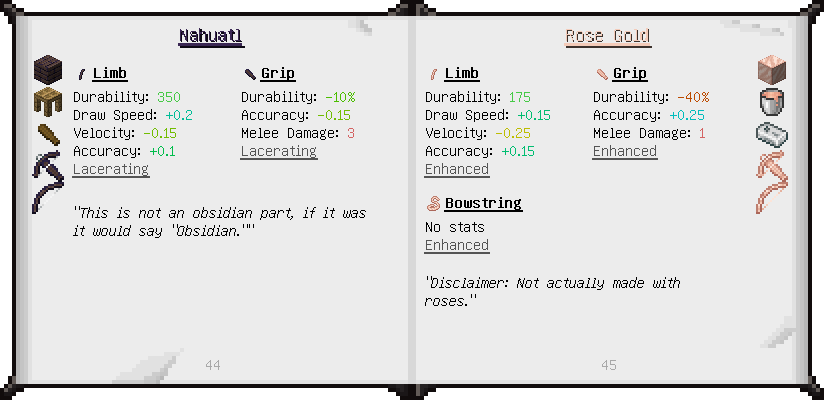 Nahuatl
Limb
Durability: 350
Draw Speed: +0.2
Velocity: -0.15
Accuracy: +0.1
Lacerating
Grip
Durability: -10%
Accuracy: -0.15
Melee Damage: 3
Lacerating
"This is not an obsidian part, if it was
it would say "Obsidian.""
44
Rose Gold
Limb
Durability: 175
Draw Speed: +0.15
Velocity: -0.25
Accuracy: +0.15
Enhanced
Grip
Durability: -40%
Accuracy: +0.25
Melee Damage: 1
Enhanced
Bowstring
No stats
Enhanced
"Disclaimer: Not actually made with
roses."
45